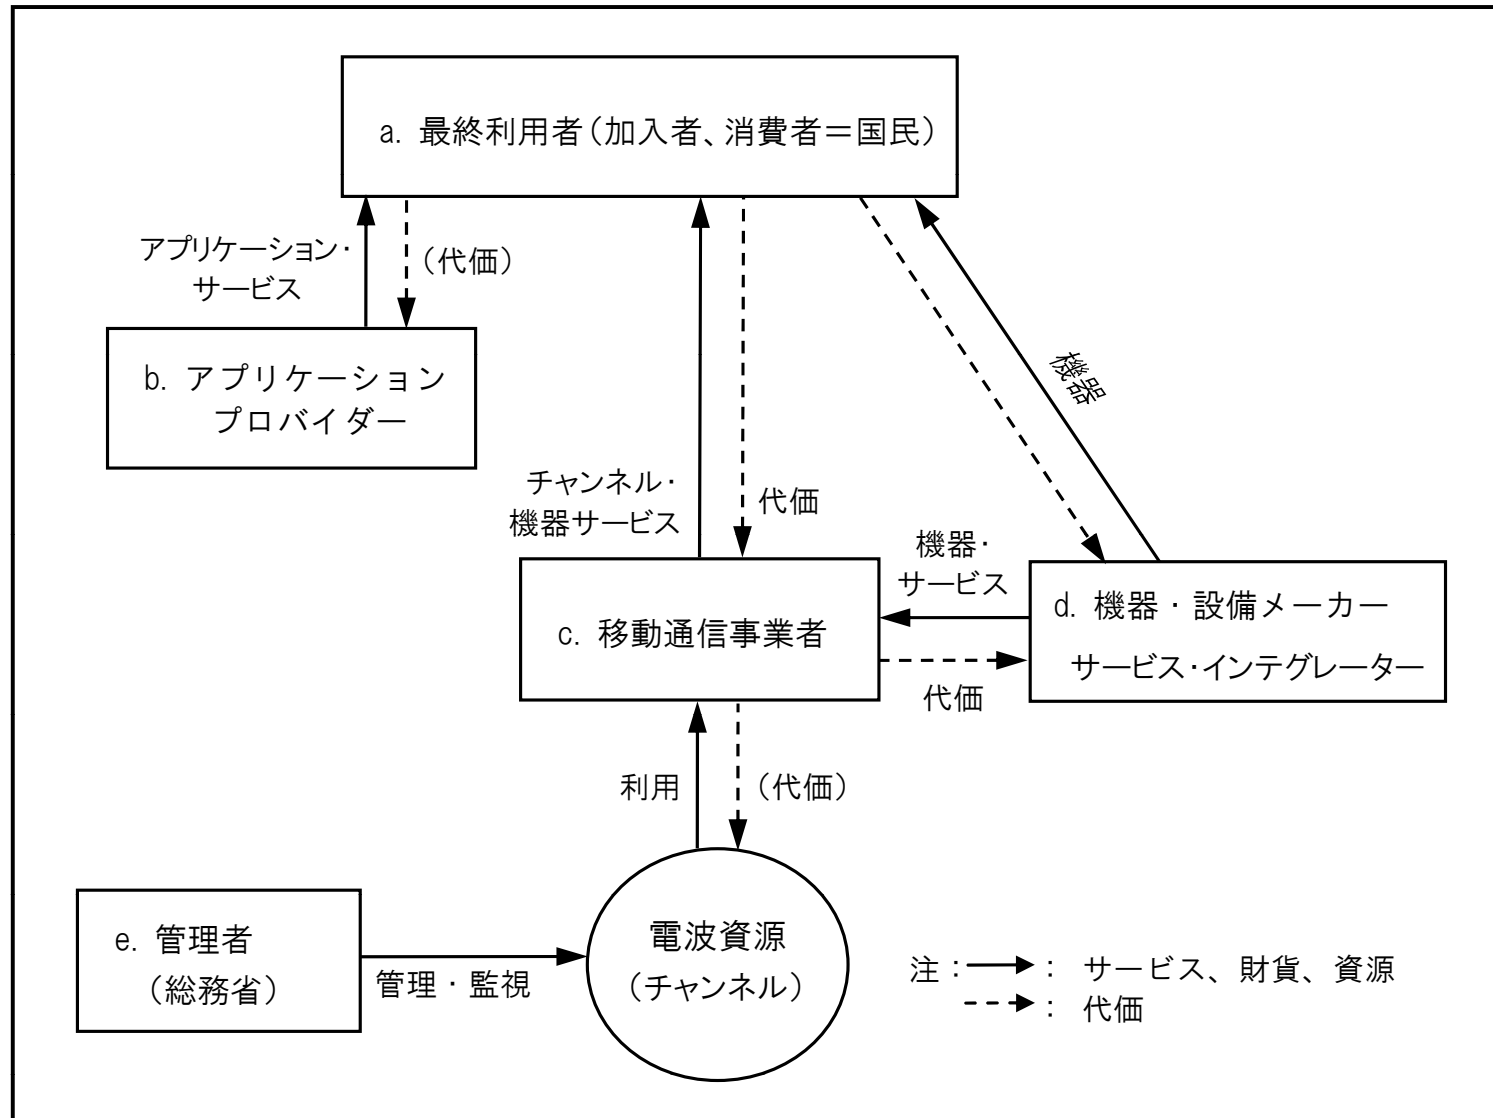 a. 最終利用者(加入者、消費者=国民)
アプリケーション・
サービス
(代価)
b. アプリケーション
プロバイダー
機器
チャンネル・
機器サービス
代価
機器・
サービス
c. 移動通信事業者
d. 機器・設備メーカー
サービス・インテグレーター
代価
利用
(代価)
e. 管理者
(総務省)
管理・監視
電波資源
(チャンネル)
注: : サービス、財貨、資源
: 代価